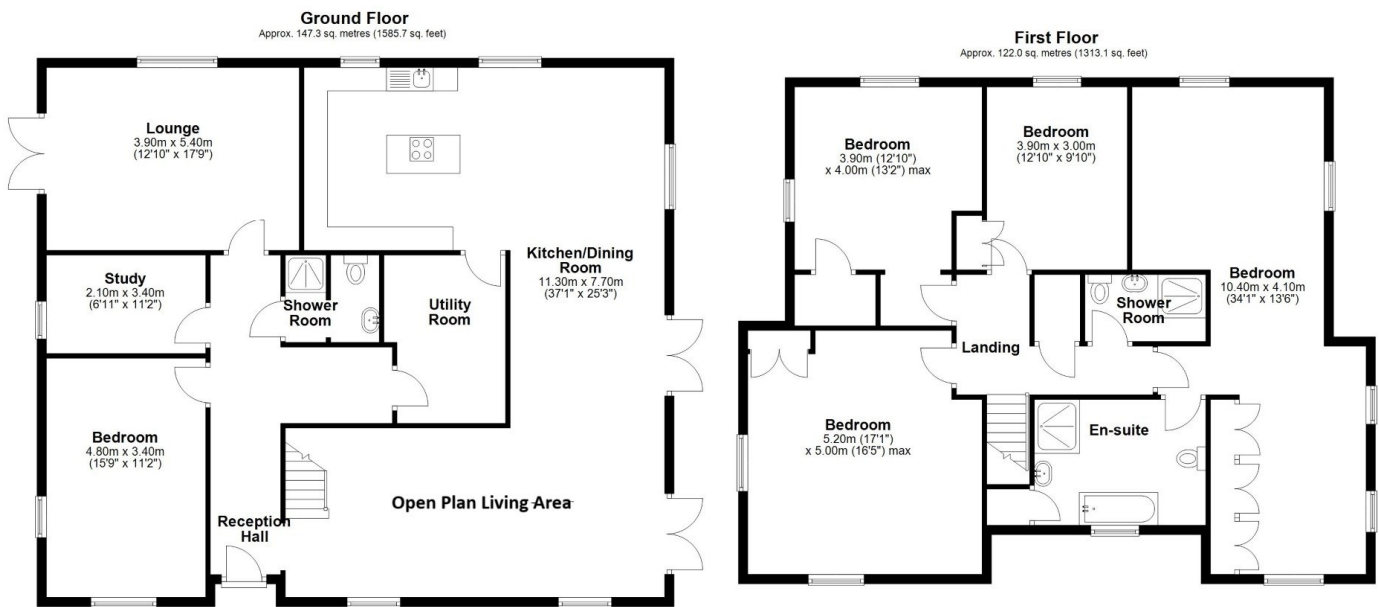 Ground Floor
Approx. 147.3 sq. metres (1585.7 sq. feet)
Lounge
3.90m x 5.40m
(12'10" x 17'9")
Kitchen/Dining
Room
11.30m x 7.70m
(37'1" x 25'3")
Study
2.10m x 3.40m
(6'11" x 11'2")
Shower
Room
Utility
Room
Bedroom
4.80m x 3.40m
(15'9" x 11'2")
Open Plan Living Area
Reception
Hall
First Floor
Approx. 122.0 sq. metres (1313.1 sq. feet)
Bedroom
3.90m (12'10")
x 4.00m (13'2") max
Bedroom
3.90m x 3.00m
(12'10" x 9'10")
Bedroom
10.40m x 4.10m
(34'1" x 13'6")
Shower
Room
Landing
Bedroom
5.20m (17'1")
x 5.00m (16'5") max
En-suite